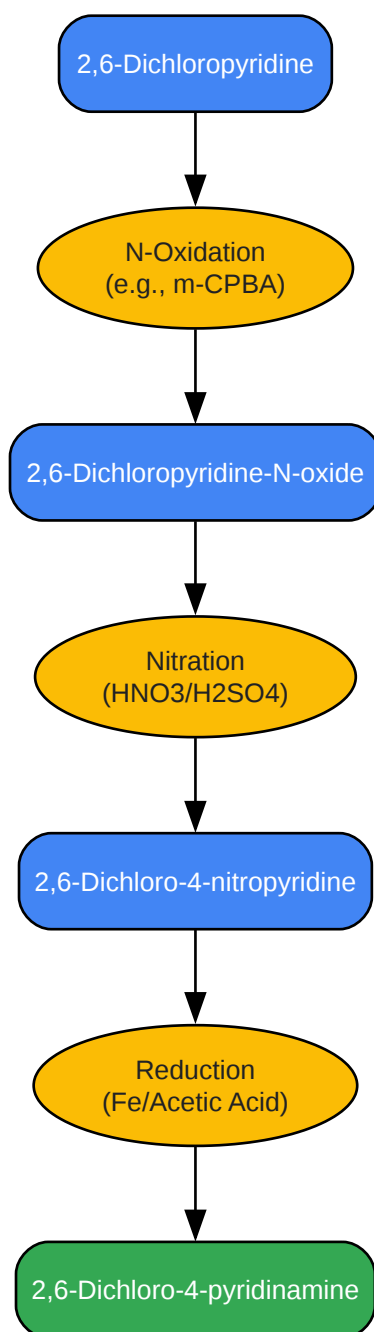 2,6-Dichloropyridine
N-Oxidation
(e.g., m-CPBA)
2,6-Dichloropyridine-N-oxide
Nitration
(HNO3/H2SO4)
2,6-Dichloro-4-nitropyridine
Reduction
(Fe/Acetic Acid)
2,6-Dichloro-4-pyridinamine